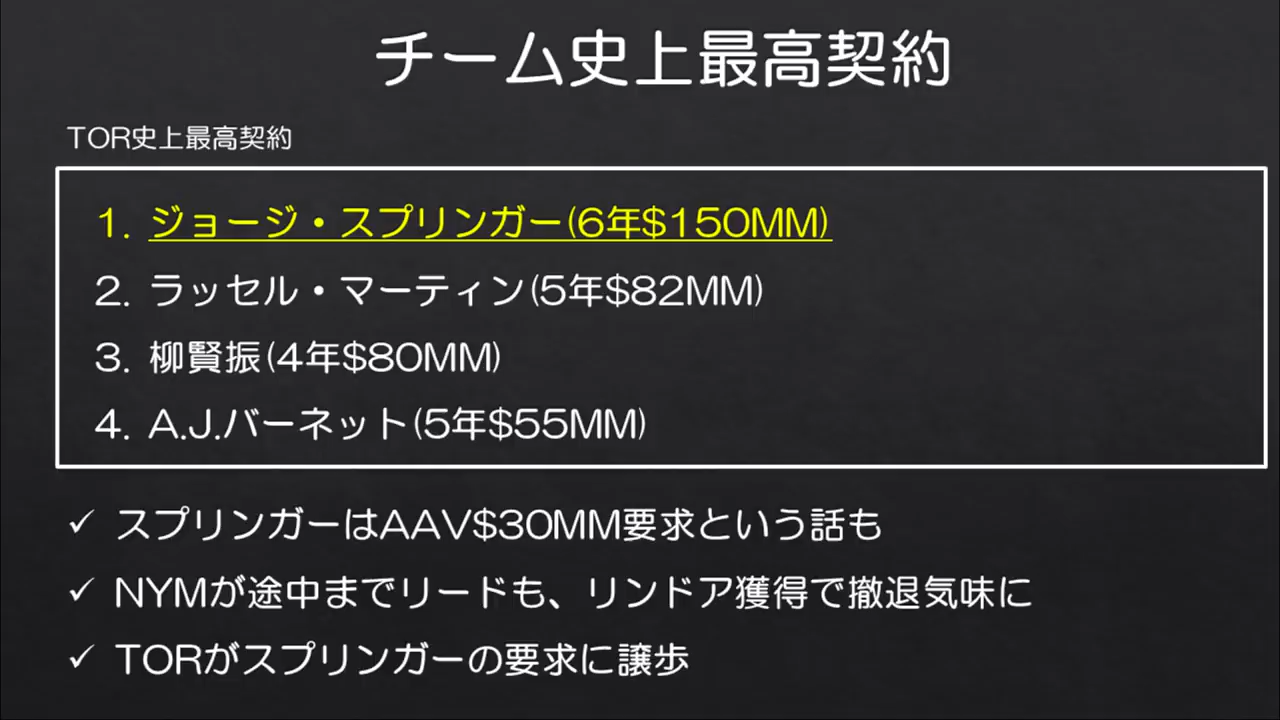 チーム史上最高契約
TOR史上最高契約
1. ジョージ・スプリンガー(6年$150MM)
2. ラッセル・マーティン(5年$82MM)
3. 柳賢振(4年$80MM)
4. A.J.バーネット(5年$55MM)
✓ スプリンガーはAAV$30MM要求という話も
✓ NYMが途中までリードも、リンドア獲得で撤退気味に
✓ TORがスプリンガーの要求に譲歩